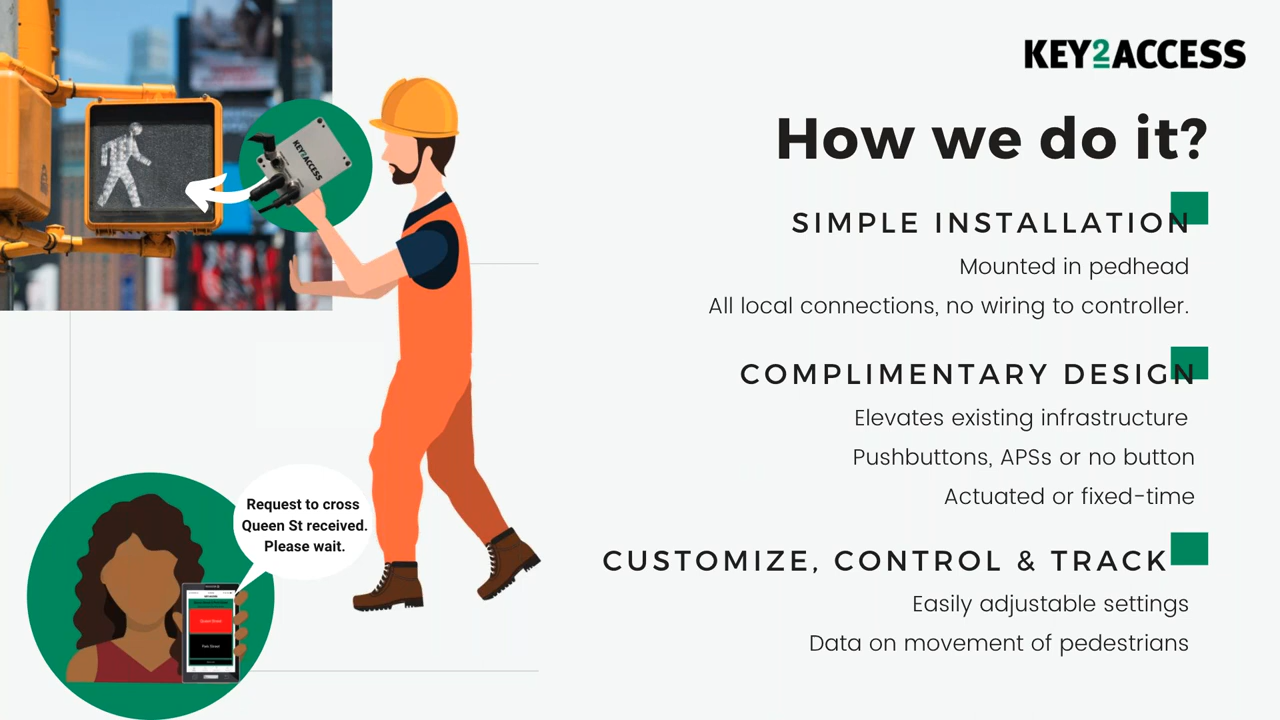 KEY2ACCESS
How we do it?
SIMPLE INSTALLATION
Mounted in pedhead
All local connections, no wiring to controller.
COMPLIMENTARY DESIGN
Elevates existing infrastructure
Pushbuttons, APSs or no button
Actuated or fixed-time
CUSTOMIZE, CONTROL & TRACK
Easily adjustable settings
Data on movement of pedestrians
KEY2ACCESS
Request to cross
Queen St received.
Please wait.